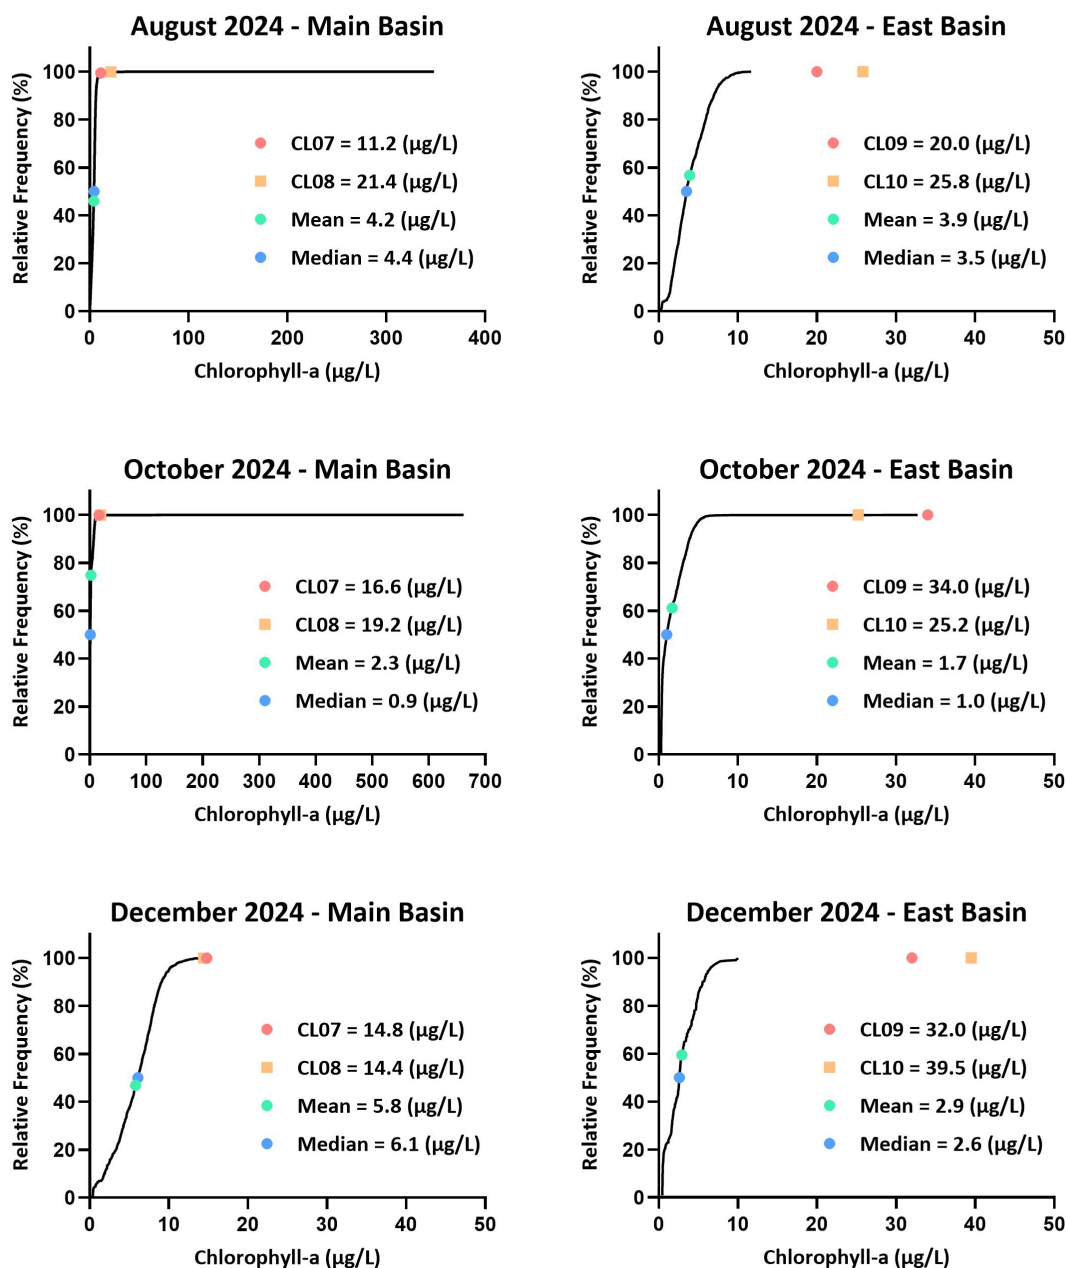 August 2024 - Main Basin
Relative Frequency (%)
100
80
60
40
20
0
CL07 = 11.2 (µg/L)
CL08 = 21.4 (µg/L)
Mean = 4.2 (µg/L)
Median = 4.4 (µg/L)
0 100 200 300 400
Chlorophyll-a (µg/L)
August 2024 - East Basin
Relative Frequency (%)
100
80
60
40
20
0
CL09 = 20.0 (µg/L)
CL10 = 25.8 (µg/L)
Mean = 3.9 (µg/L)
Median = 3.5 (µg/L)
0 10 20 30 40 50
Chlorophyll-a (µg/L)
October 2024 - Main Basin
Relative Frequency (%)
100
80
60
40
20
0
CL07 = 16.6 (µg/L)
CL08 = 19.2 (µg/L)
Mean = 2.3 (µg/L)
Median = 0.9 (µg/L)
0 100 200 300 400 500 600 700
Chlorophyll-a (µg/L)
October 2024 - East Basin
Relative Frequency (%)
100
80
60
40
20
0
CL09 = 34.0 (µg/L)
CL10 = 25.2 (µg/L)
Mean = 1.7 (µg/L)
Median = 1.0 (µg/L)
0 10 20 30 40 50
Chlorophyll-a (µg/L)
December 2024 - Main Basin
Relative Frequency (%)
100
80
60
40
20
0
CL07 = 14.8 (µg/L)
CL08 = 14.4 (µg/L)
Mean = 5.8 (µg/L)
Median = 6.1 (µg/L)
0 10 20 30 40 50
Chlorophyll-a (µg/L)
December 2024 - East Basin
Relative Frequency (%)
100
80
60
40
20
0
CL09 = 32.0 (µg/L)
CL10 = 39.5 (µg/L)
Mean = 2.9 (µg/L)
Median = 2.6 (µg/L)
0 10 20 30 40 50
Chlorophyll-a (µg/L)